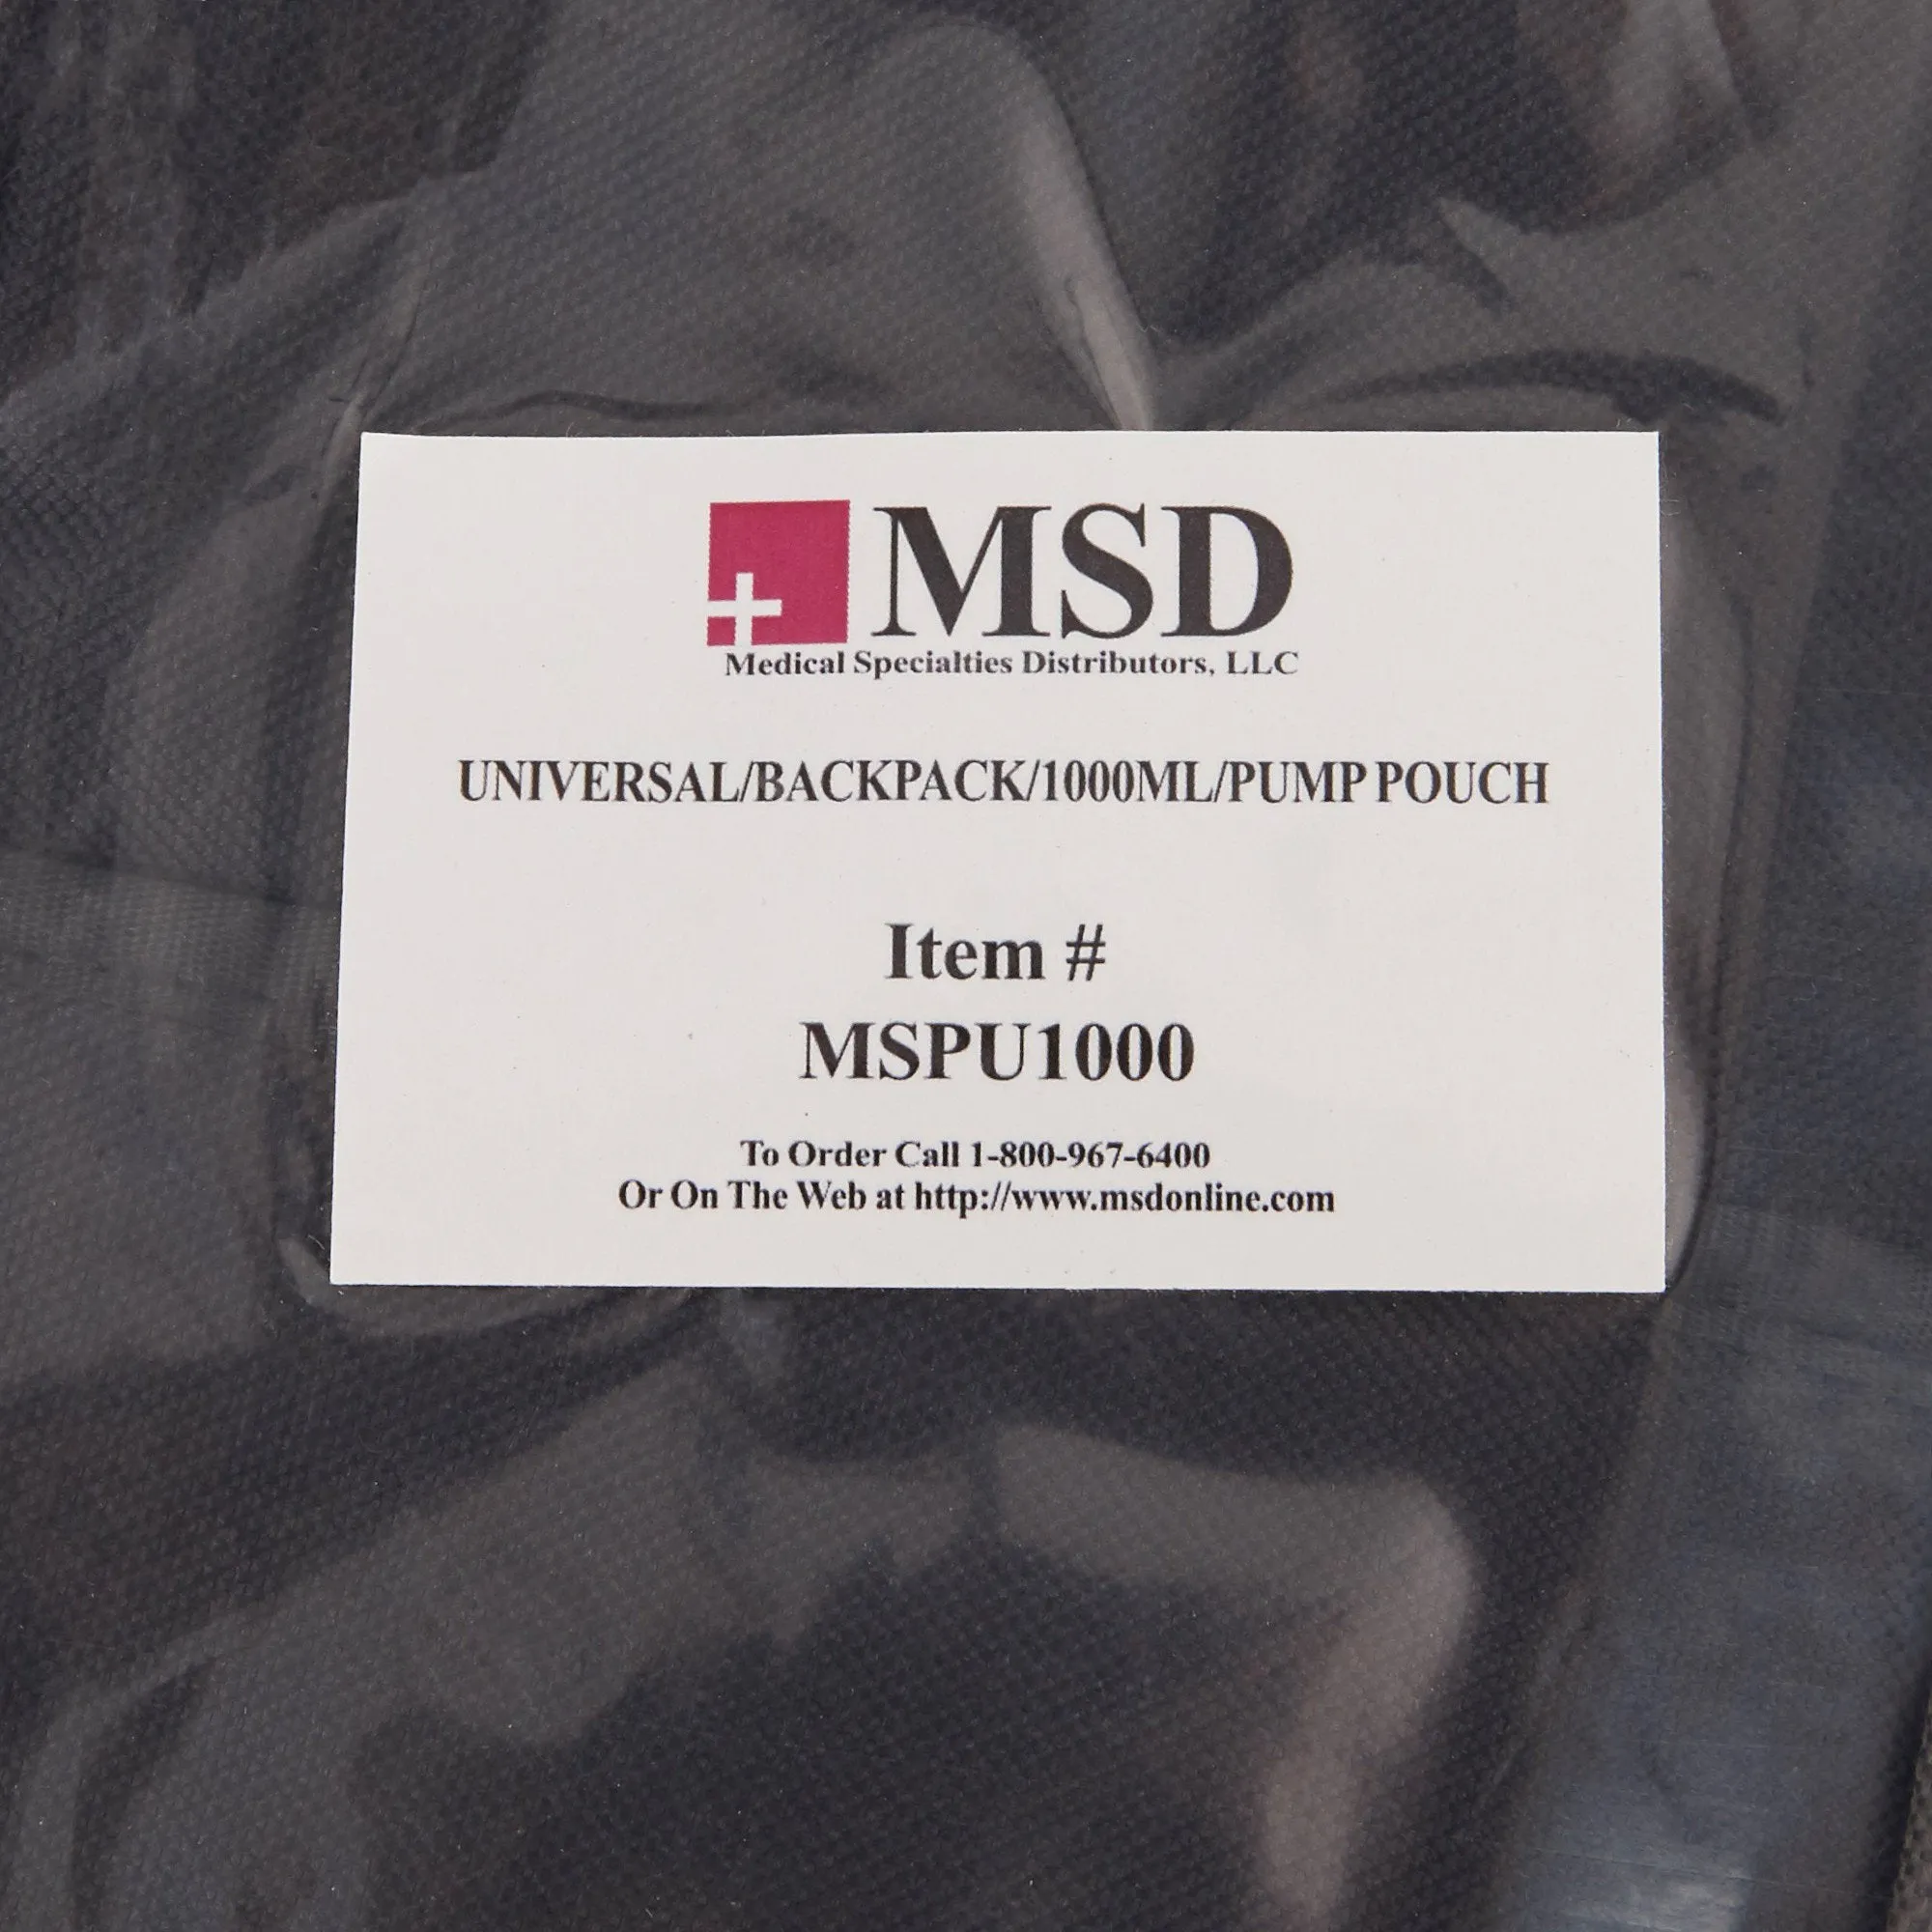 MSD
Medical Specialties Distributors, LLC
UNIVERSAL/BACKPACK/1000ML/PUMP POUCH
Item #
MSPU1000
To Order Call 1-800-967-6400
Or On The Web at http://www.msdonline.com